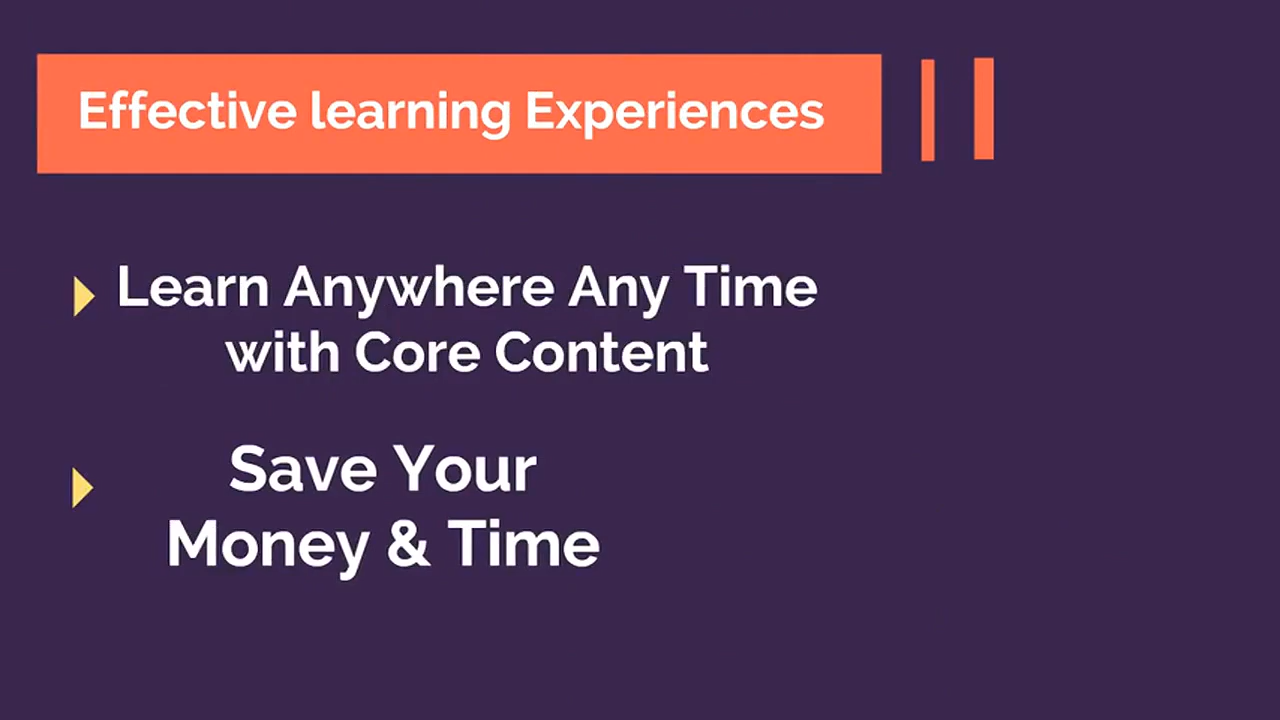 Effective learning Experiences
Learn Anywhere Any Time
with Core Content
Save Your
Money & Time